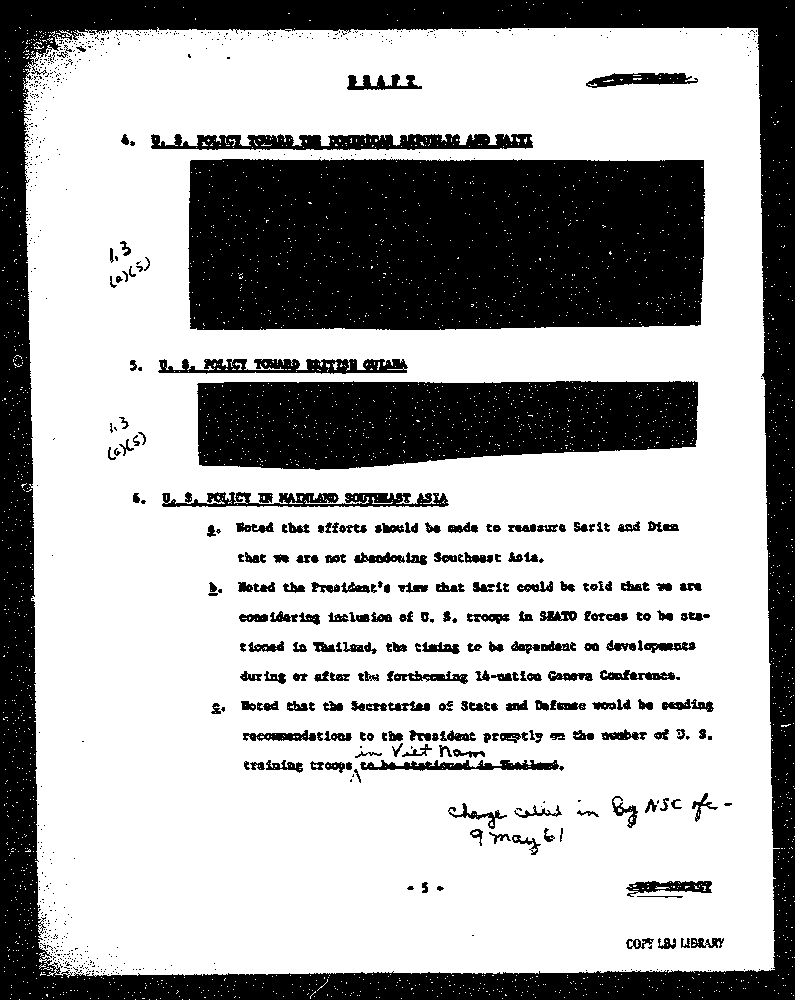 DRAFT
TOP SECRET
4. U. S. POLICY TOWARD THE DOMINICAN REPUBLIC AND HAITI
1.3
(a)(5)
5. U. S. POLICY TOWARD BRITISH GUIANA
1.3
(a)(5)
6. U. S. POLICY IN MAINLAND SOUTHEAST ASIA
a. Noted that efforts should be made to reassure Sarit and Diem
that we are not abandoning Southeast Asia.
b. Noted the President's view that Sarit could be told that we are
considering inclusion of U. S. troops in SEATO forces to be sta-
tioned in Thailand, the timing to be dependent on developments
during or after the forthcoming 14-nation Geneva Conference.
c. Noted that the Secretaries of State and Defense would be sending
recommendations to the President promptly on the number of U. S.
in Viet Nam
training troops to be stationed in Thailand.
change called in by NSC ofc -
9 May 61
- 5 -
TOP SECRET
COPY LBJ LIBRARY